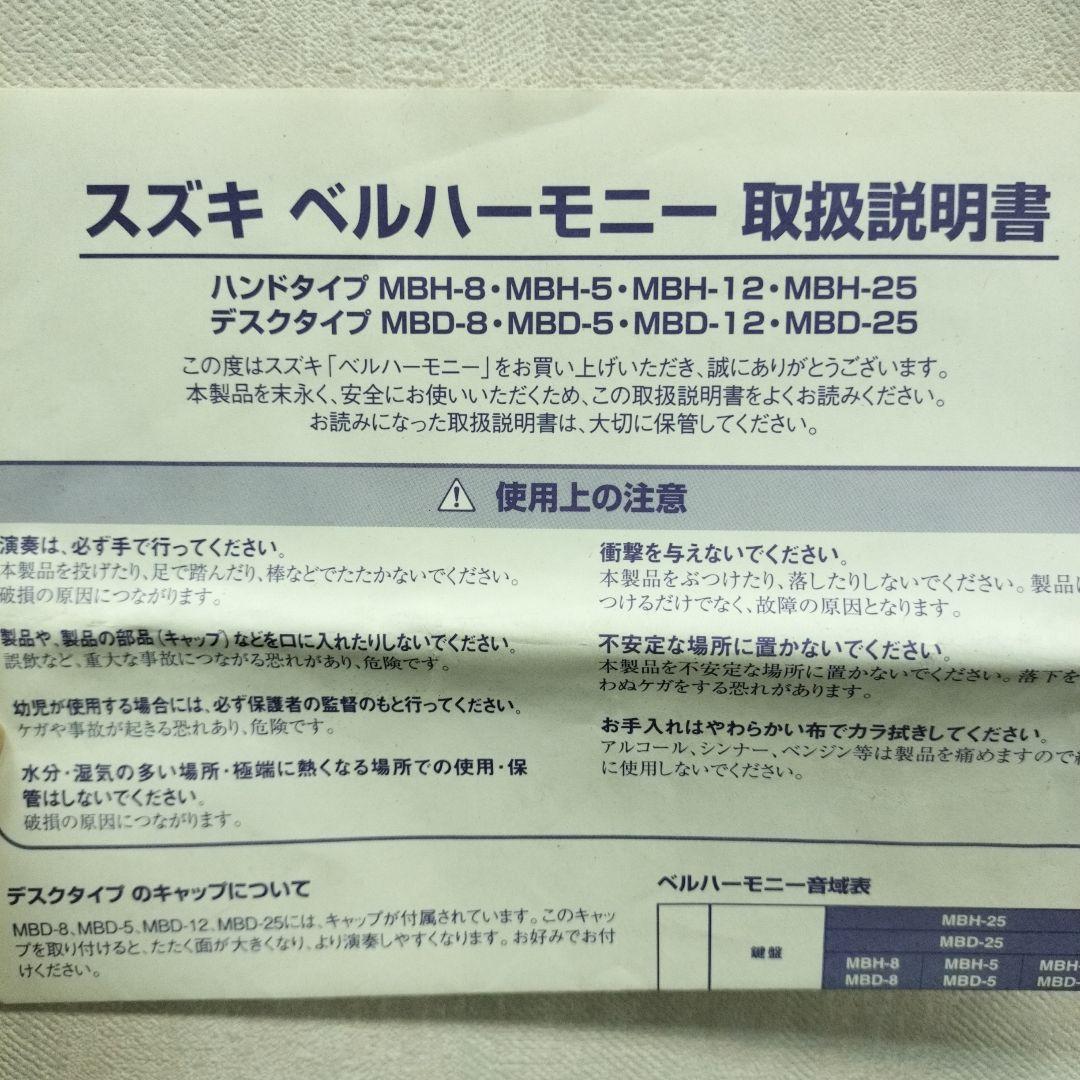 スズキ ベルハーモニー 取扱説明書
ハンドタイプ MBH-8・MBH-5・MBH-12・MBH-25
デスクタイプ MBD-8・MBD-5・MBD-12・MBD-25
この度はスズキ「ベルハーモニー」をお買い上げいただき、誠にありがとうございます。
本製品を末永く、安全にお使いいただくため、この取扱説明書をよくお読みください。
お読みになった取扱説明書は、大切に保管してください。
使用上の注意
演奏は、必ず手で行ってください。
本製品を投げたり、足で踏んだり、棒などでたたかないでください。
破損の原因につながります。
製品や、製品の部品(キャップ)などを口に入れたりしないでください。
誤飲など、重大な事故につながる恐れがあり、危険です。
幼児が使用する場合には、必ず保護者の監督のもと行ってください。
ケガや事故が起きる恐れあり、危険です。
水分・湿気の多い場所・極端に熱くなる場所での使用・保
管はしないでください。
破損の原因につながります。
衝撃を与えないでください。
本製品をぶつけたり、落したりしないでください。製品
つけるだけでなく、故障の原因となります。
不安定な場所に置かないでください。
本製品を不安定な場所に置かないでください。落下を
わぬケガをする恐れがあります。
お手入れはやわらかい布でカラ拭きしてください。
アルコール、シンナー、ベンジン等は製品を痛めますので
に使用しないでください。
デスクタイプ のキャップについて
MBD-8、MBD-5、MBD-12、MBD-25には、キャップが付属されています。このキャッ
プを取り付けると、たたく面が大きくなり、より演奏しやすくなります。お好みでお付
けください。
ベルハーモニー音域表
鍵盤
MBH-25
MBD-25
MBH-8 MBH-5 MBH-
MBD-8 MBD-5 MBD-